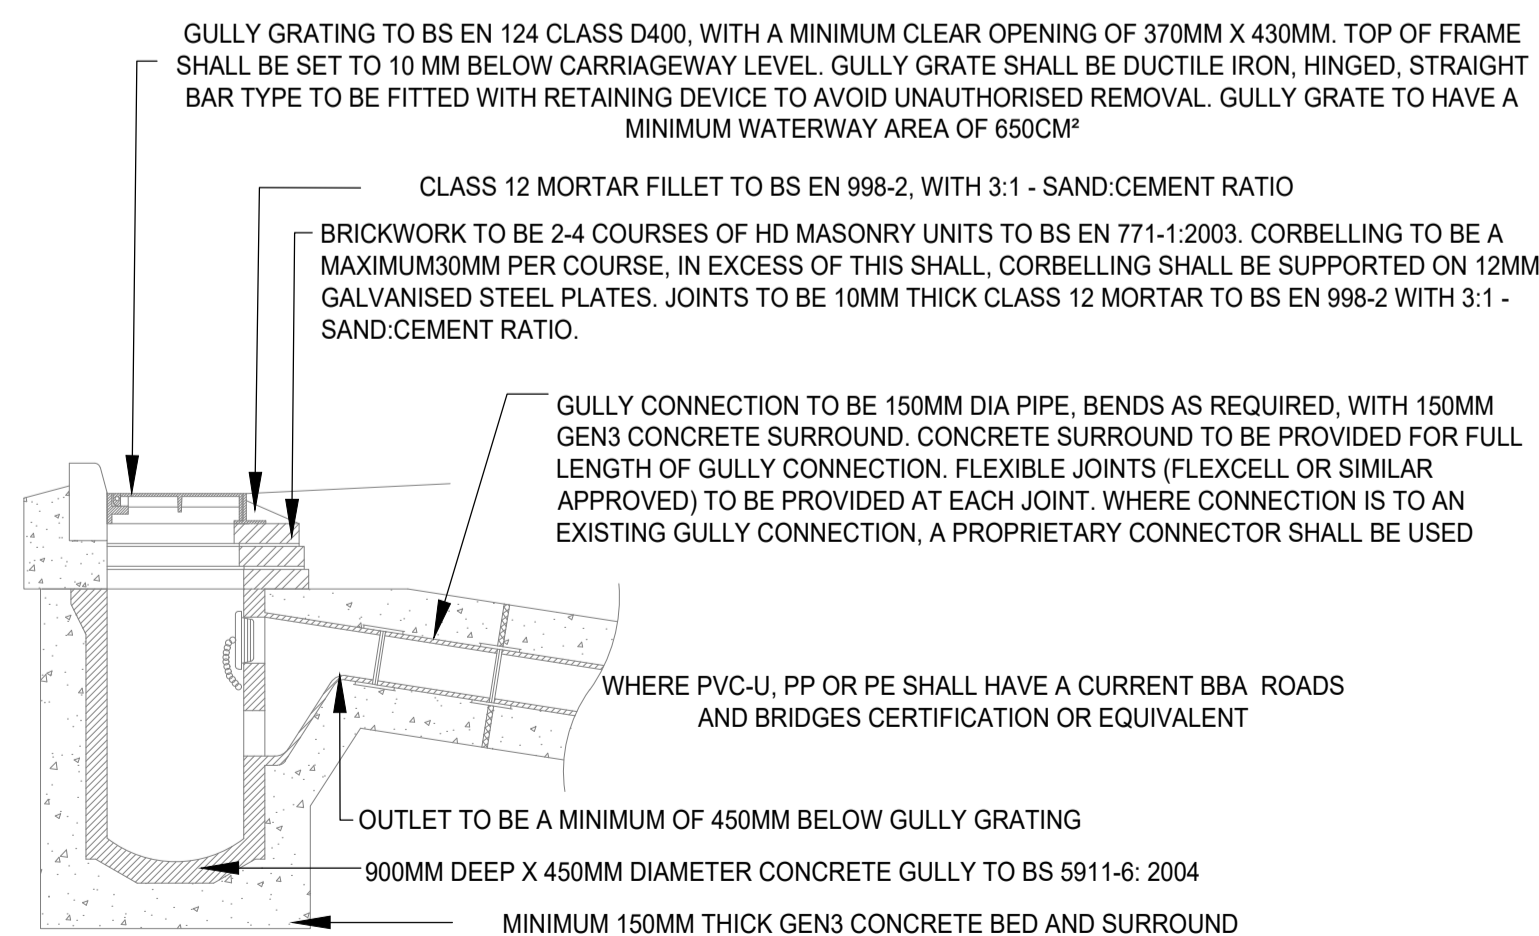 GULLY GRATING TO BS EN 124 CLASS D400, WITH A MINIMUM CLEAR OPENING OF 370MM X 430MM. TOP OF FRAME
SHALL BE SET TO 10 MM BELOW CARRIAGEWAY LEVEL. GULLY GRATE SHALL BE DUCTILE IRON, HINGED, STRAIGHT
BAR TYPE TO BE FITTED WITH RETAINING DEVICE TO AVOID UNAUTHORISED REMOVAL. GULLY GRATE TO HAVE A
MINIMUM WATERWAY AREA OF 650CM²
CLASS 12 MORTAR FILLET TO BS EN 998-2, WITH 3:1 - SAND:CEMENT RATIO
BRICKWORK TO BE 2-4 COURSES OF HD MASONRY UNITS TO BS EN 771-1:2003. CORBELLING TO BE A
MAXIMUM30MM PER COURSE, IN EXCESS OF THIS SHALL, CORBELLING SHALL BE SUPPORTED ON 12MM
GALVANISED STEEL PLATES. JOINTS TO BE 10MM THICK CLASS 12 MORTAR TO BS EN 998-2 WITH 3:1 -
SAND:CEMENT RATIO.
GULLY CONNECTION TO BE 150MM DIA PIPE, BENDS AS REQUIRED, WITH 150MM
GEN3 CONCRETE SURROUND. CONCRETE SURROUND TO BE PROVIDED FOR FULL
LENGTH OF GULLY CONNECTION. FLEXIBLE JOINTS (FLEXCELL OR SIMILAR
APPROVED) TO BE PROVIDED AT EACH JOINT. WHERE CONNECTION IS TO AN
EXISTING GULLY CONNECTION, A PROPRIETARY CONNECTOR SHALL BE USED
WHERE PVC-U, PP OR PE SHALL HAVE A CURRENT BBA ROADS
AND BRIDGES CERTIFICATION OR EQUIVALENT
OUTLET TO BE A MINIMUM OF 450MM BELOW GULLY GRATING
900MM DEEP X 450MM DIAMETER CONCRETE GULLY TO BS 5911-6: 2004
MINIMUM 150MM THICK GEN3 CONCRETE BED AND SURROUND